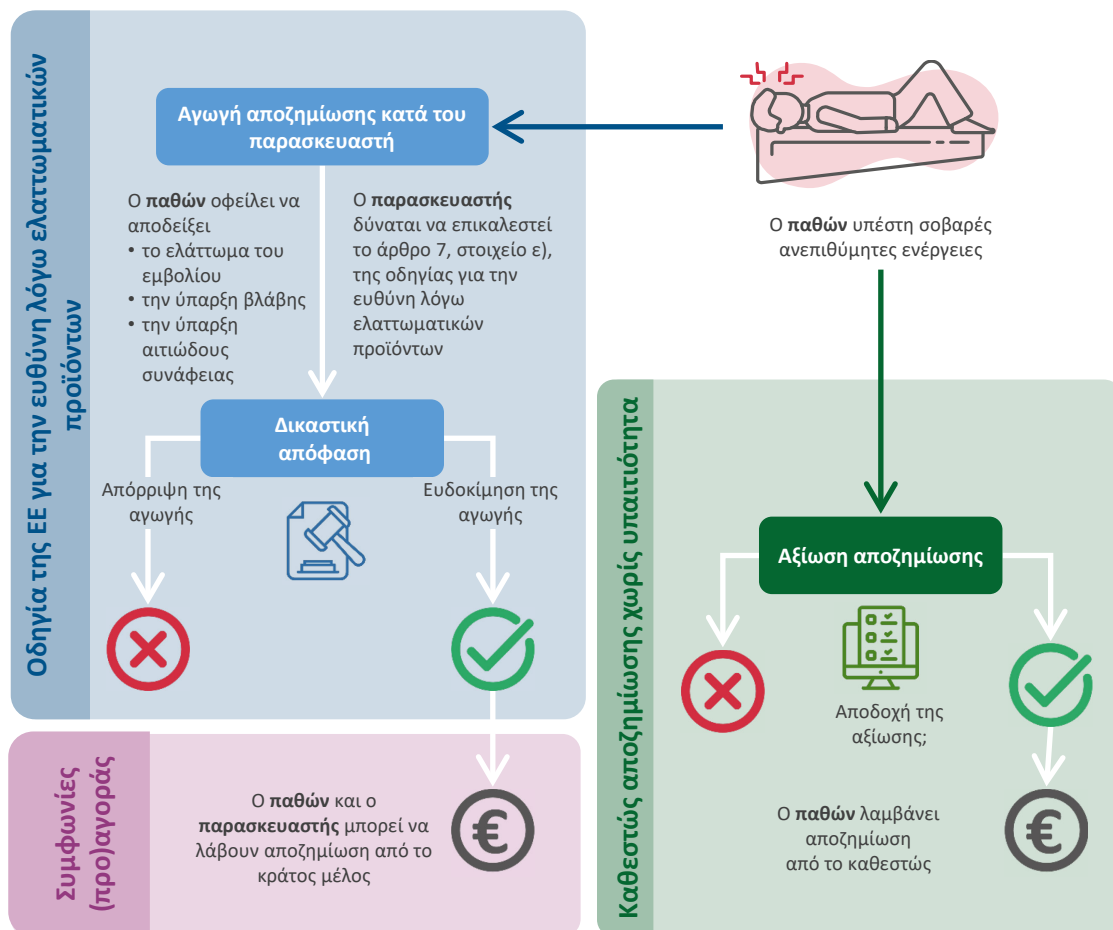 Οδηγία της ΕΕ για την ευθύνη λόγω ελαττωματικών
προϊόντων
Αγωγή αποζημίωσης κατά του
παρασκευαστή
Ο παθών οφείλει να
αποδείξει
• το ελάττωμα του
εμβολίου
• την ύπαρξη βλάβης
• την ύπαρξη
αιτιώδους
συνάφειας
Ο παρασκευαστής
δύναται να επικαλεστεί
το άρθρο 7, στοιχείο ε),
της οδηγίας για την
ευθύνη λόγω
ελαττωματικών
προϊόντων
Δικαστική
απόφαση
Απόρριψη της
αγωγής
Ευδοκίμηση της
αγωγής
Συμφωνίες
(προ)αγοράς
Ο παθών και ο
παρασκευαστής μπορεί να
λάβουν αποζημίωση από το
κράτος μέλος
€
Ο παθών υπέστη σοβαρές
ανεπιθύμητες ενέργειες
Καθεστώς αποζημίωσης χωρίς υπαιτιότητα
Αξίωση αποζημίωσης
Αποδοχή της
αξίωσης;
Ο παθών λαμβάνει
αποζημίωση
από το καθεστώς
€